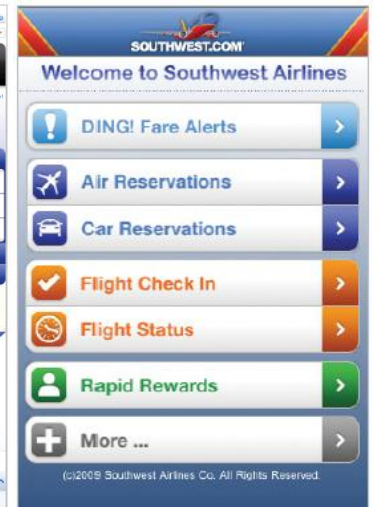 SOUTHWEST.COM
Welcome to Southwest Airlines
DING! Fare Alerts
Air Reservations
Car Reservations
Flight Check In
Flight Status
Rapid Rewards
More ...
(c)2009 Southwest Airlines Co. All Rights Reserved.